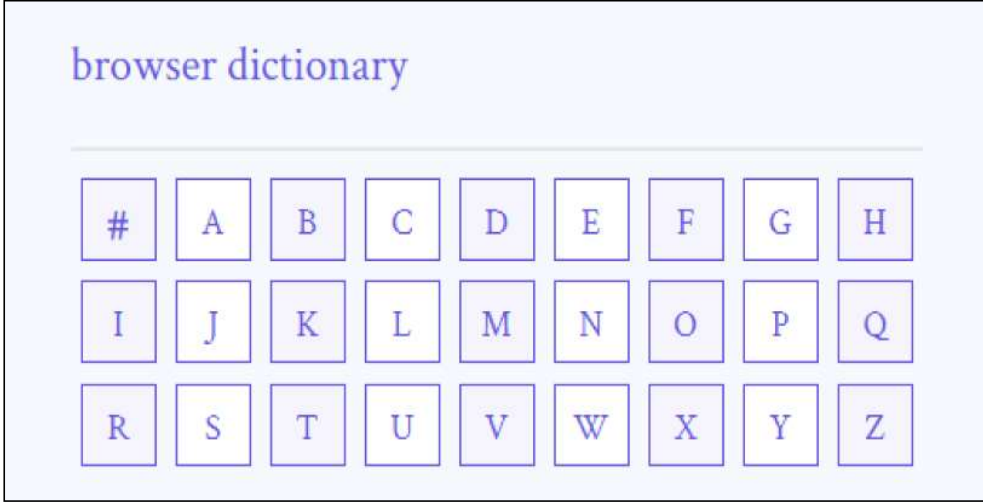 browser dictionary
# A B C D E F G H
I J K L M N O P Q
R S T U V W X Y Z